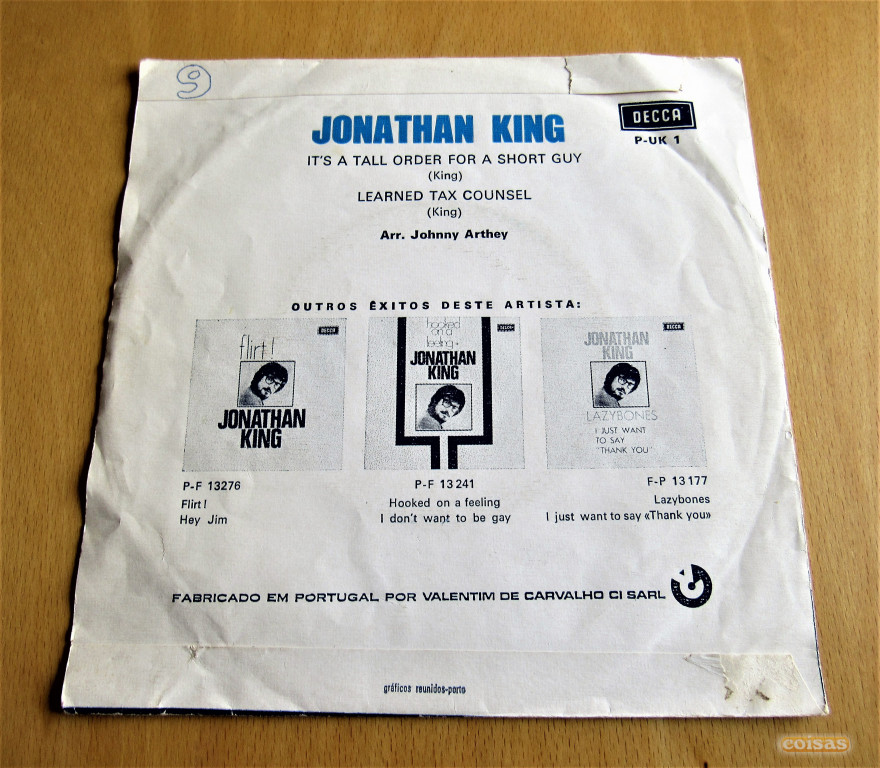 9
JONATHAN KING
DECCA
P-UK 1
IT'S A TALL ORDER FOR A SHORT GUY
(King)
LEARNED TAX COUNSEL
(King)
Arr. Johnny Arthey
OUTROS ÊXITOS DESTE ARTISTA:
flirt!
DECCA
JONATHAN
KING
hooked
on a
feeling
DECCA
JONATHAN
KING
JONATHAN
KING
DECCA
LAZYBONES
I JUST WANT
TO SAY
"THANK YOU"
P-F 13276
Flirt!
Hey Jim
P-F 13241
Hooked on a feeling
I don't want to be gay
F-P 13177
Lazybones
I just want to say «Thank you»
FABRICADO EM PORTUGAL POR VALENTIM DE CARVALHO CI SARL
gráficos reunidos-porto
coisas